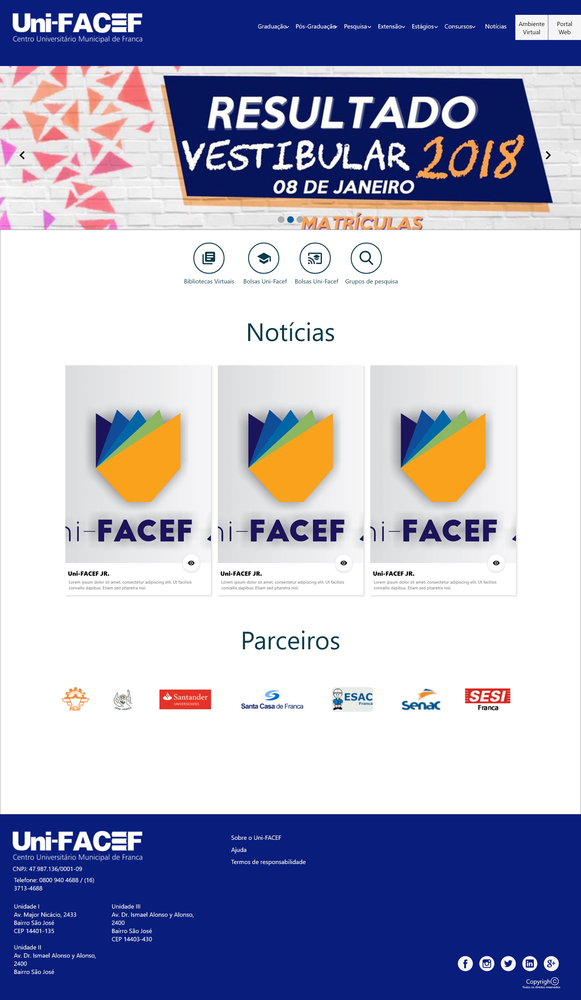 Uni-FACEF
Centro Universitário Municipal de Franca
Graduação Pós-Graduação Pesquisa Extensão Estágios Consursos Notícias
Ambiente Virtual
Portal Web
RESULTADO
VESTIBULAR 2018
08 DE JANEIRO
MATRÍCULAS
Bibliotecas Virtuais Bolsas Uni-Facef Bolsas Uni-Facef Grupos de pesquisa
Notícias
ni-FACEF
Uni-FACEF JR.
Lorem ipsum dolor sit amet, consectetur adipiscing elit. Ut facilisis
convallis dapibus. Etiam sed pharetra nisl.
ni-FACEF
Uni-FACEF JR.
Lorem ipsum dolor sit amet, consectetur adipiscing elit. Ut facilisis
convallis dapibus. Etiam sed pharetra nisl.
ni-FACEF
Uni-FACEF JR.
Lorem ipsum dolor sit amet, consectetur adipiscing elit. Ut facilisis
convallis dapibus. Etiam sed pharetra nisl.
Parceiros
ACIF
APAE - FRANCA
Santander
UNIVERSIDADES
Santa Casa de Franca
ESAC
Franca
Senac
SESI
Franca
Uni-FACEF
Centro Universitário Municipal de Franca
CNPJ: 47.987.136/0001-09
Telefone: 0800 940 4688 / (16)
3713-4688
Unidade I
Av. Major Nicácio, 2433
Bairro São José
CEP 14401-135
Unidade II
Av. Dr. Ismael Alonso y Alonso,
2400
Bairro São José
Unidade III
Av. Dr. Ismael Alonso y Alonso,
2400
Bairro São José
CEP 14403-430
Sobre o Uni-FACEF
Ajuda
Termos de responsabilidade
Copyrigh©
Todos os direitos reservados